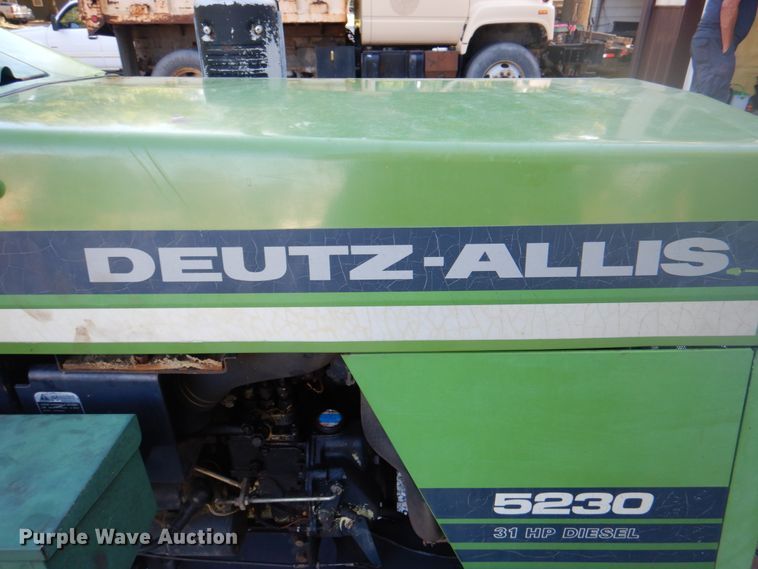 DEUTZ-ALLIS
5230
31 HP DIESEL
Purple Wave Auction